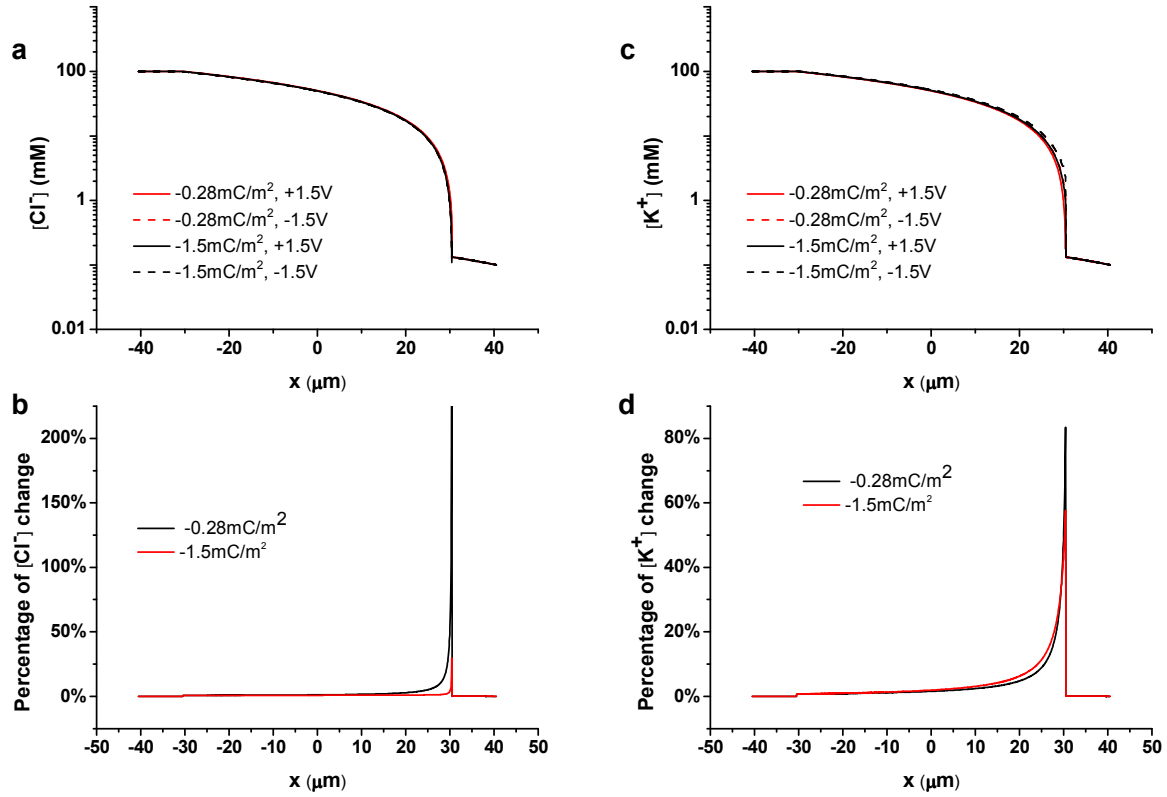 a
[Cl⁻] (mM)
100
1
0.01
-0.28mC/m², +1.5V
-0.28mC/m², -1.5V
-1.5mC/m², +1.5V
-1.5mC/m², -1.5V
-40 -20 0 20 40
x (μm)
c
[K⁺] (mM)
100
1
0.01
-0.28mC/m², +1.5V
-0.28mC/m², -1.5V
-1.5mC/m², +1.5V
-1.5mC/m², -1.5V
-40 -20 0 20 40
x (μm)
b
Percentage of [Cl⁻] change
200%
150%
100%
50%
0%
-0.28mC/m²
-1.5mC/m²
-50 -40 -30 -20 -10 0 10 20 30 40 50
x (μm)
d
Percentage of [K⁺] change
80%
60%
40%
20%
0%
-0.28mC/m²
-1.5mC/m²
-50 -40 -30 -20 -10 0 10 20 30 40 50
x (μm)